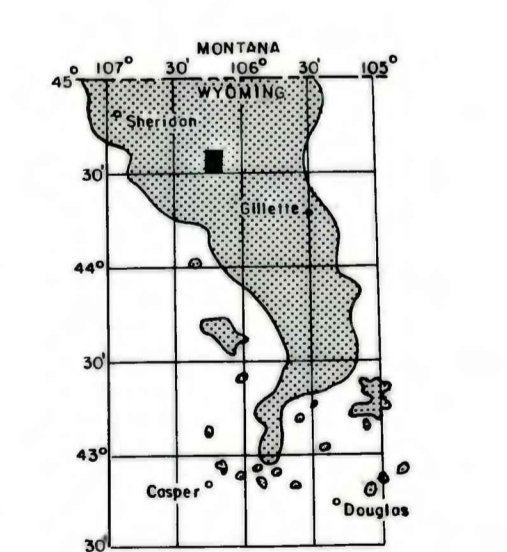 MONTANA
107° 30' 106° 30' 105°
45°
WYOMING
Sheridan
30'
Gillette
44°
30'
43°
Casper
Douglas
30'